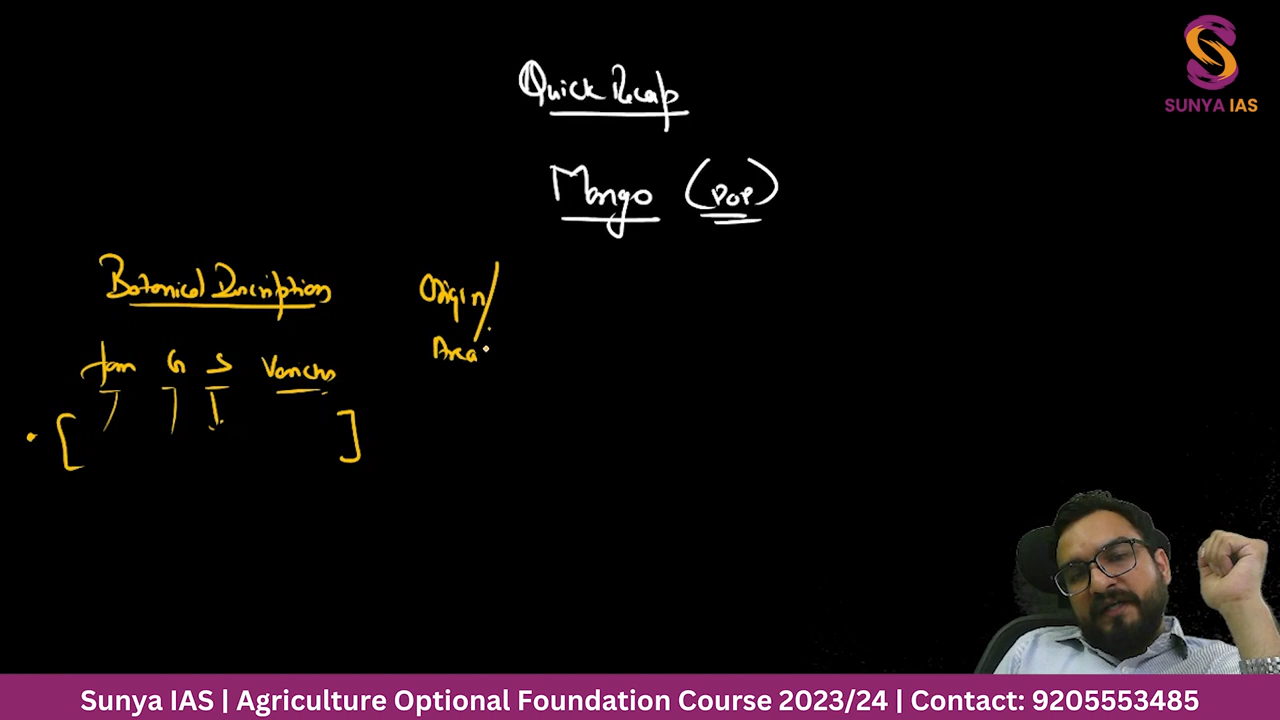 SUNYA IAS
Quick Recap
Mango (POP)
Botanical Description
Origin/
Area
Fam G S
Sunya IAS | Agriculture Optional Foundation Course 2023/24 | Contact: 9205553485